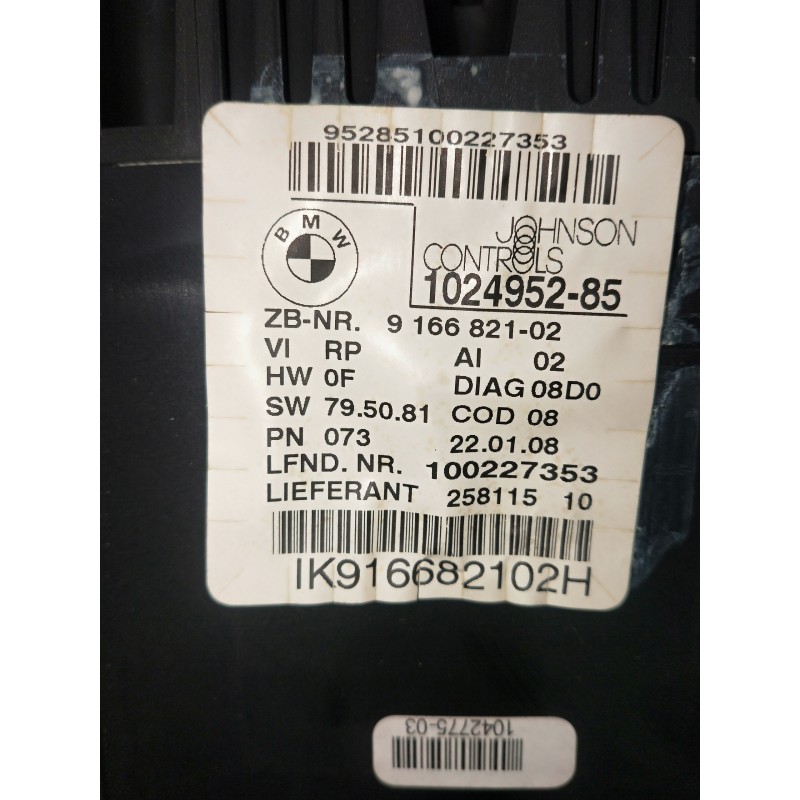 95285100227353
BMW
JOHNSON
CONTROLS
1024952-85
ZB-NR. 9 166 821-02
VI RP AI 02
HW 0F DIAG 08D0
SW 79.50.81 COD 08
PN 073 22.01.08
LFND. NR. 100227353
LIEFERANT 258115 10
IK916682102H
1042775-03